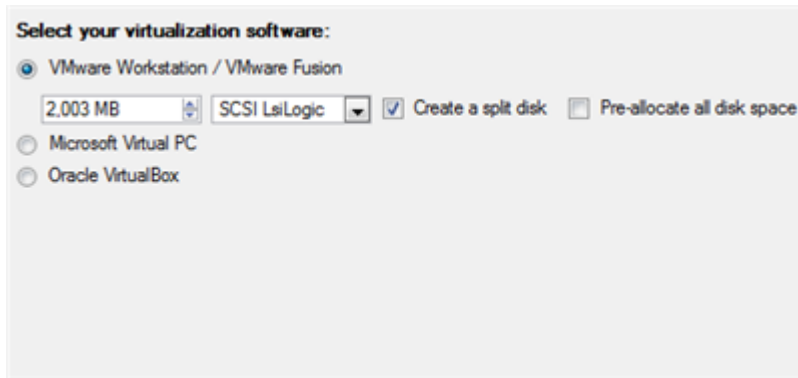 Select your virtualization software:
VMware Workstation / VMware Fusion
2,003 MB SCSI LsiLogic Create a split disk Pre-allocate all disk space
Microsoft Virtual PC
Oracle VirtualBox